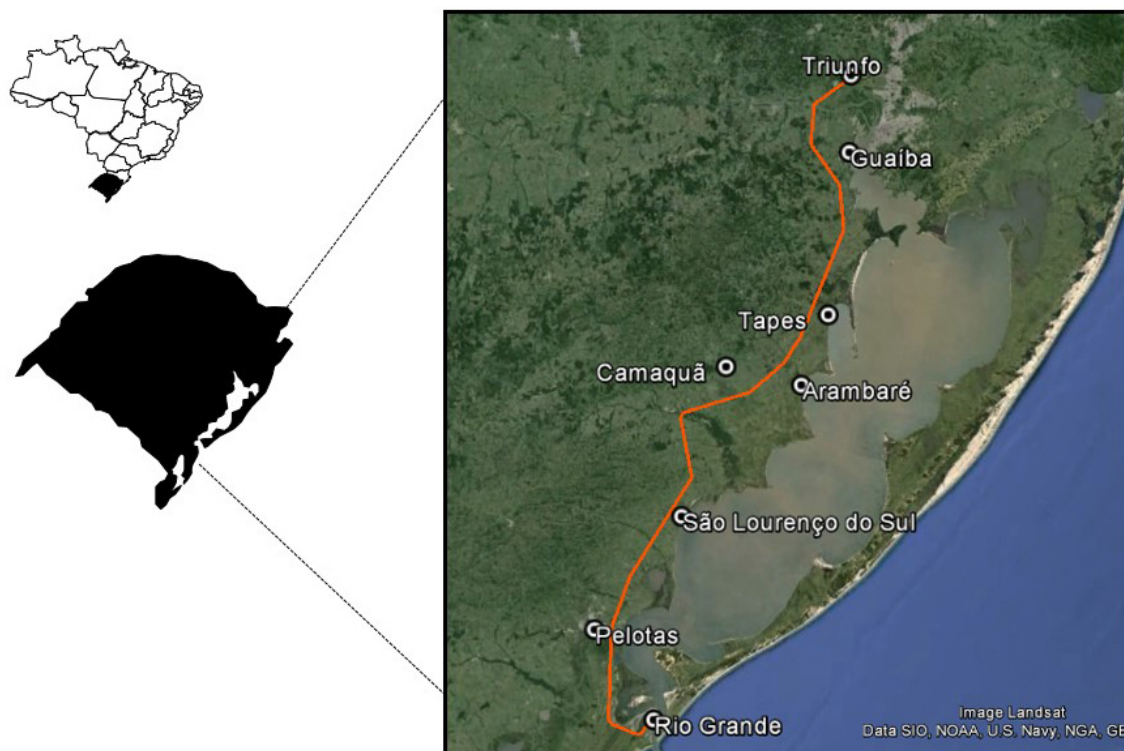 Triunfo
Guaíba
Tapes
Camaquã
Arambaré
São Lourenço do Sul
Pelotas
Rio Grande
Image Landsat
Data SIO, NOAA, U.S. Navy, NGA, GE